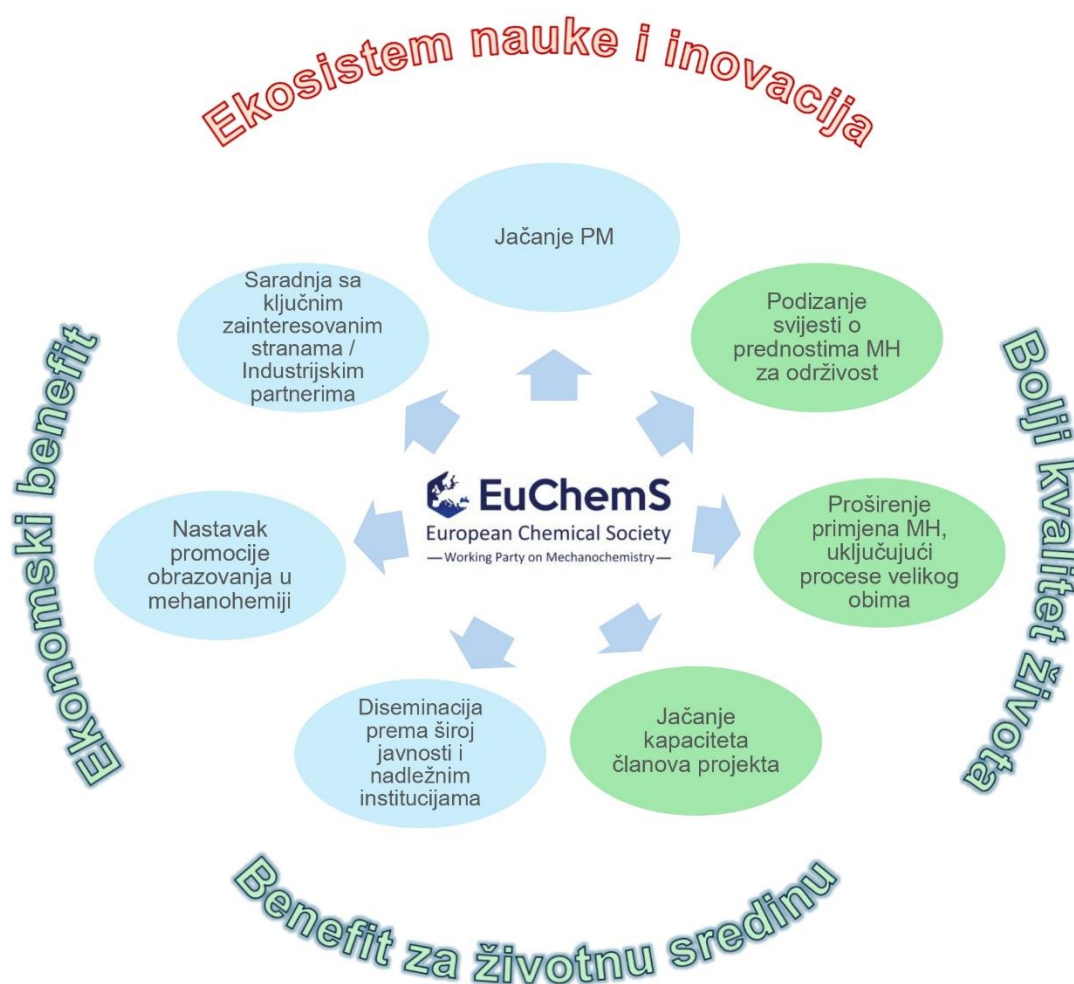 Ekosistem nauke i inovacija
Jačanje PM
Saradnja sa
ključnim
zainteresovanim
stranama /
Industrijskim
partnerima
Podizanje
svijesti o
prednostima MH
za održivost
Ekonomski benefit
Bolji kvalitet života
EuChemS
European Chemical Society
Working Party on Mechanochemistry
Nastavak
promocije
obrazovanja u
mehanohemiji
Proširenje
primjena MH,
uključujući
procese velikog
obima
Diseminacija
prema široj
javnosti i
nadležnim
institucijama
Jačanje
kapaciteta
članova projekta
Benefit za životnu sredinu